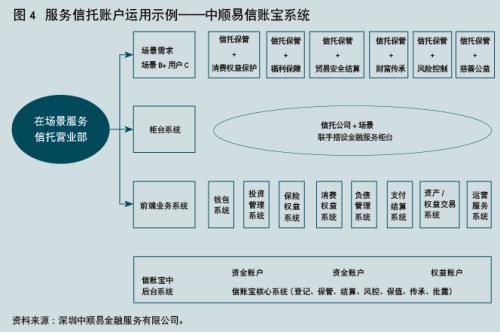 图 4 服务信托账户运用示例——中顺易信账宝系统
在场景服务
信托营业部
场景需求
场景 B+ 用户 C
信托保管
+
消费权益保护
信托保管
+
福利保障
信托保管
+
贸易安全结算
信托保管
+
财富传承
信托保管
+
风险控制
信托保管
+
慈善公益
柜台系统
信托公司 + 场景
联手搭设金融服务柜台
前端业务系统
钱包
系统
投资
管理
系统
保险
权益
系统
消费
权益
系统
负债
管理
系统
支付
结算
系统
资产 /
权益交易
系统
运营
服务
系统
信账宝中
后台系统
资金账户 资金账户 权益账户
信账宝核心系统（登记、保管、结算、风控、保值、传承、批露）
资料来源：深圳中顺易金融服务有限公司。